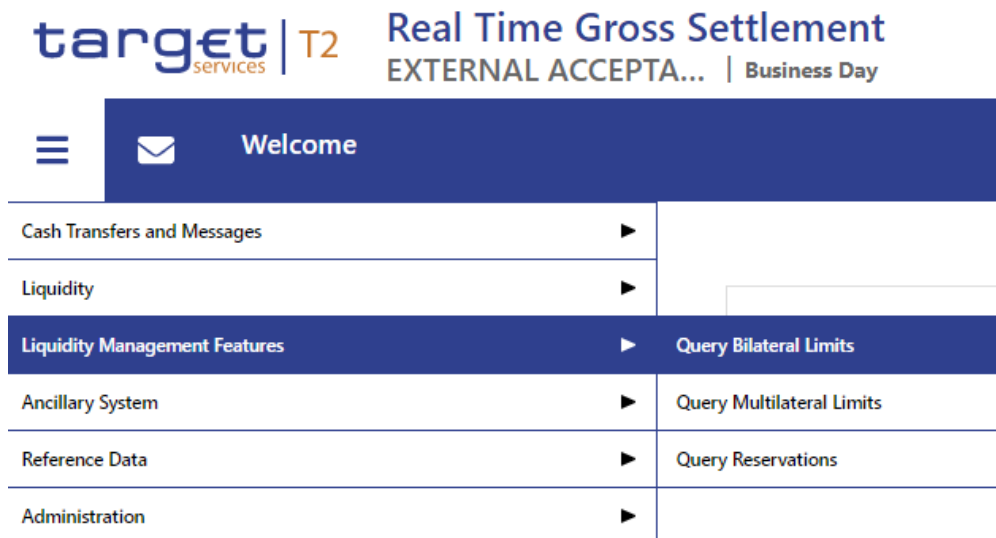 target services | T2
Real Time Gross Settlement
EXTERNAL ACCEPTA... | Business Day
Welcome
Cash Transfers and Messages
Liquidity
Liquidity Management Features
Query Bilateral Limits
Ancillary System
Query Multilateral Limits
Reference Data
Query Reservations
Administration